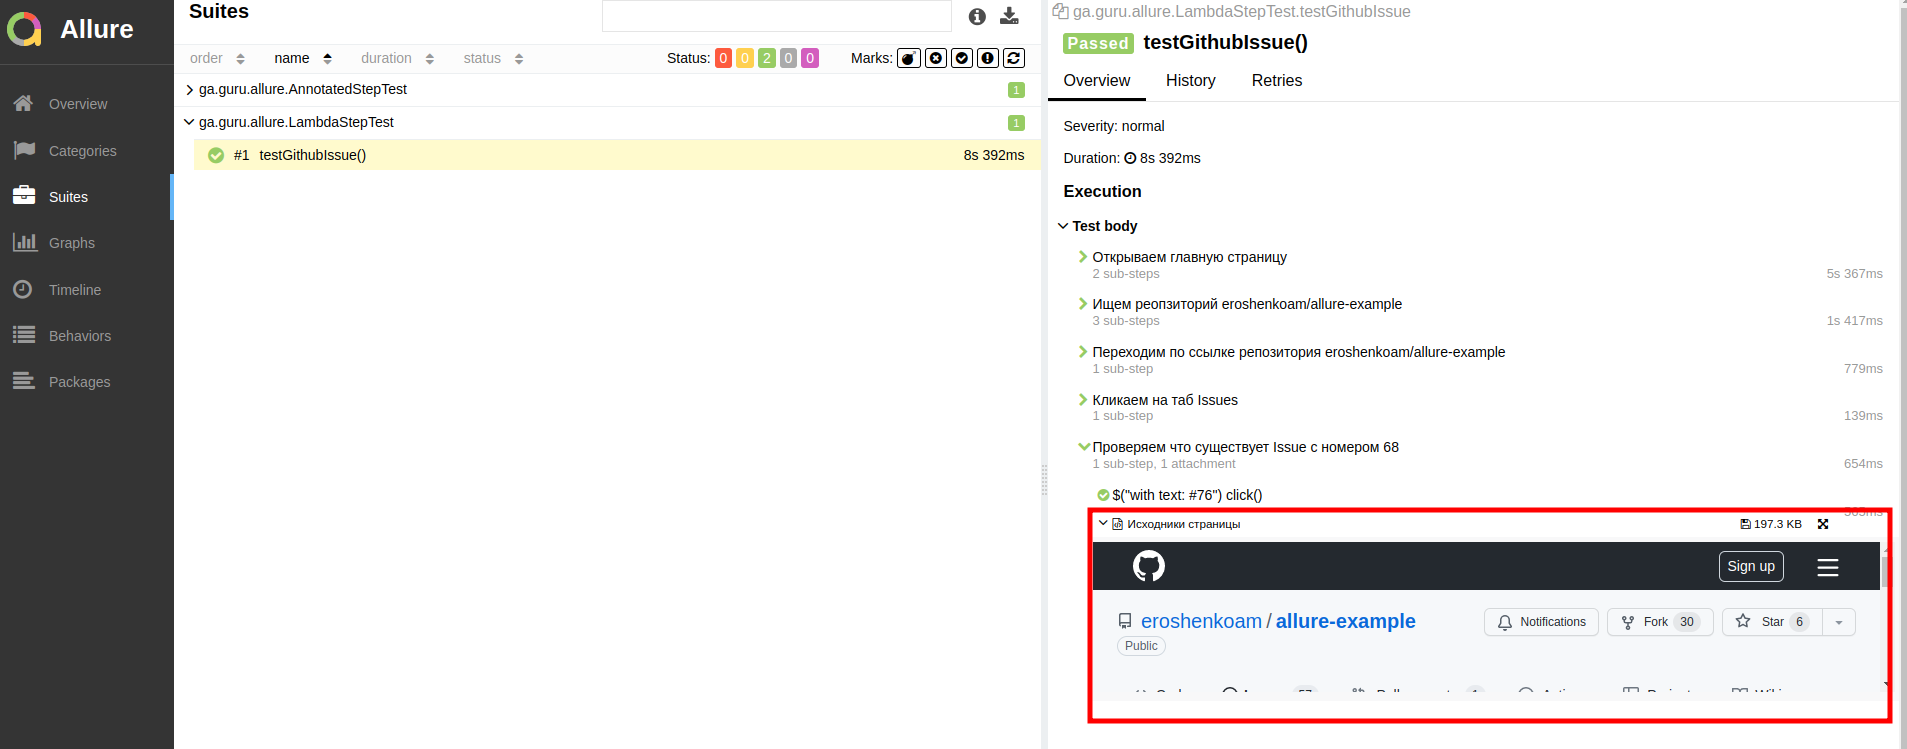 Allure
Overview
Categories
Suites
Graphs
Timeline
Behaviors
Packages
Suites
order name duration status Status: 0 0 2 0 0 Marks:
ga.guru.allure.AnnotatedStepTest 1
ga.guru.allure.LambdaStepTest 1
#1 testGithubIssue() 8s 392ms
ga.guru.allure.LambdaStepTest.testGithubIssue
Passed testGithubIssue()
Overview History Retries
Severity: normal
Duration: 8s 392ms
Execution
Test body
Открываем главную страницу
2 sub-steps 5s 367ms
Ищем реопзиторий eroshenkoam/allure-example
3 sub-steps 1s 417ms
Переходим по ссылке репозитория eroshenkoam/allure-example
1 sub-step 779ms
Кликаем на таб Issues
1 sub-step 139ms
Проверяем что существует Issue с номером 68
1 sub-step, 1 attachment 654ms
$("with text: #76") click()
Исходники страницы 197.3 KB
Sign up
eroshenkoam / allure-example Notifications Fork 30 Star 6
Public